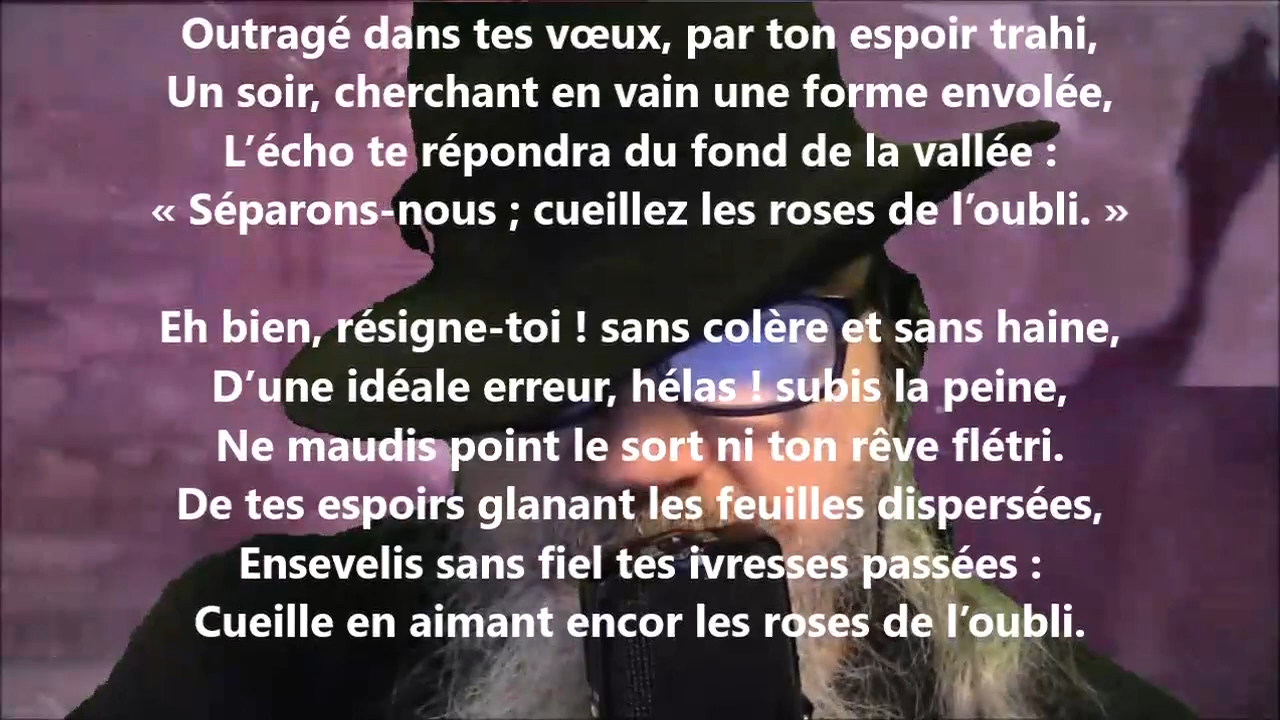 Outragé dans tes vœux, par ton espoir trahi,
Un soir, cherchant en vain une forme envolée,
L’écho te répondra du fond de la vallée :
« Séparons-nous ; cueillez les roses de l’oubli. »
Eh bien, résigne-toi ! sans colère et sans haine,
D’une idéale erreur, hélas ! subis la peine,
Ne maudis point le sort ni ton rêve flétri.
De tes espoirs glanant les feuilles dispersées,
Ensevelis sans fiel tes ivresses passées :
Cueille en aimant encor les roses de l’oubli.